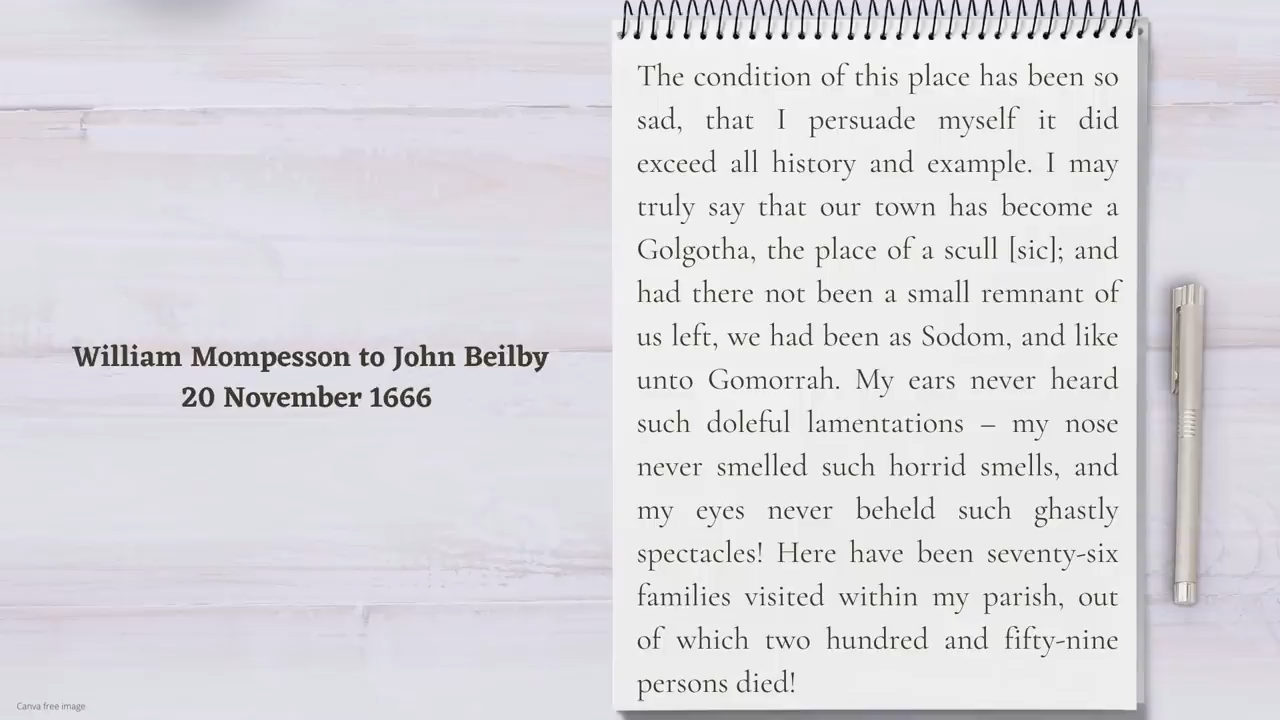 William Mompesson to John Beilby
20 November 1666
The condition of this place has been so
sad, that I persuade myself it did
exceed all history and example. I may
truly say that our town has become a
Golgotha, the place of a scull [sic]; and
had there not been a small remnant of
us left, we had been as Sodom, and like
unto Gomorrah. My ears never heard
such doleful lamentations – my nose
never smelled such horrid smells, and
my eyes never beheld such ghastly
spectacles! Here have been seventy-six
families visited within my parish, out
of which two hundred and fifty-nine
persons died!
Canva free image